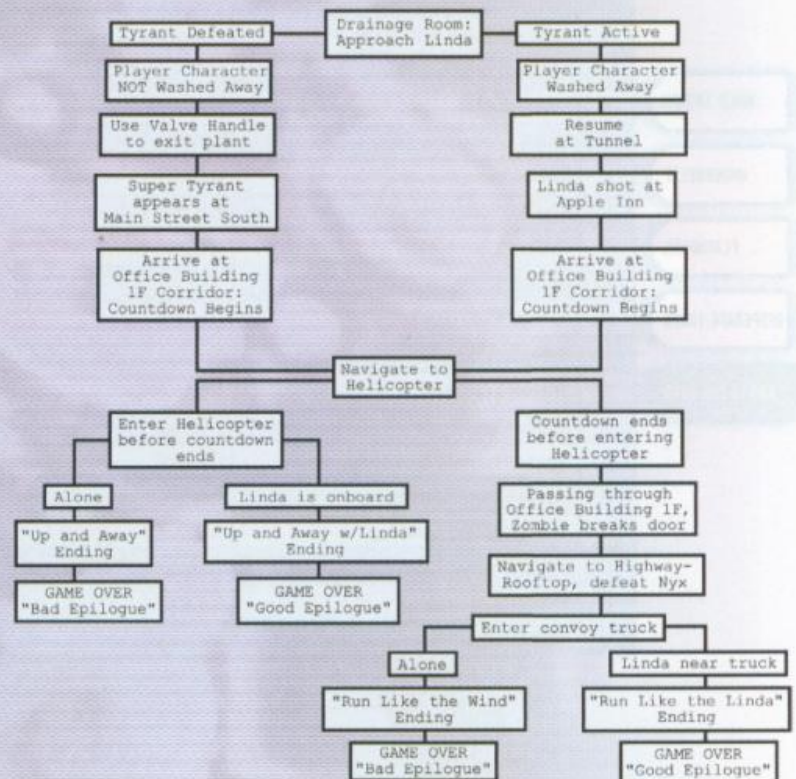 Drainage Room:
Approach Linda
Tyrant Defeated
Tyrant Active
Player Character
NOT Washed Away
Use Valve Handle
to exit plant
Super Tyrant
appears at
Main Street South
Arrive at
Office Building
1F Corridor:
Countdown Begins
Player Character
Washed Away
Resume
at Tunnel
Linda shot at
Apple Inn
Arrive at
Office Building
1F Corridor:
Countdown Begins
Navigate to
Helicopter
Enter Helicopter
before countdown
ends
Alone
"Up and Away"
Ending
GAME OVER
"Bad Epilogue"
Linda is onboard
"Up and Away w/Linda"
Ending
GAME OVER
"Good Epilogue"
Countdown ends
before entering
Helicopter
Passing through
Office Building 1F,
Zombie breaks door
Navigate to Highway-
Rooftop, defeat Nyx
Enter convoy truck
Alone
"Run Like the Wind"
Ending
GAME OVER
"Bad Epilogue"
Linda near truck
"Run Like the Linda"
Ending
GAME OVER
"Good Epilogue"